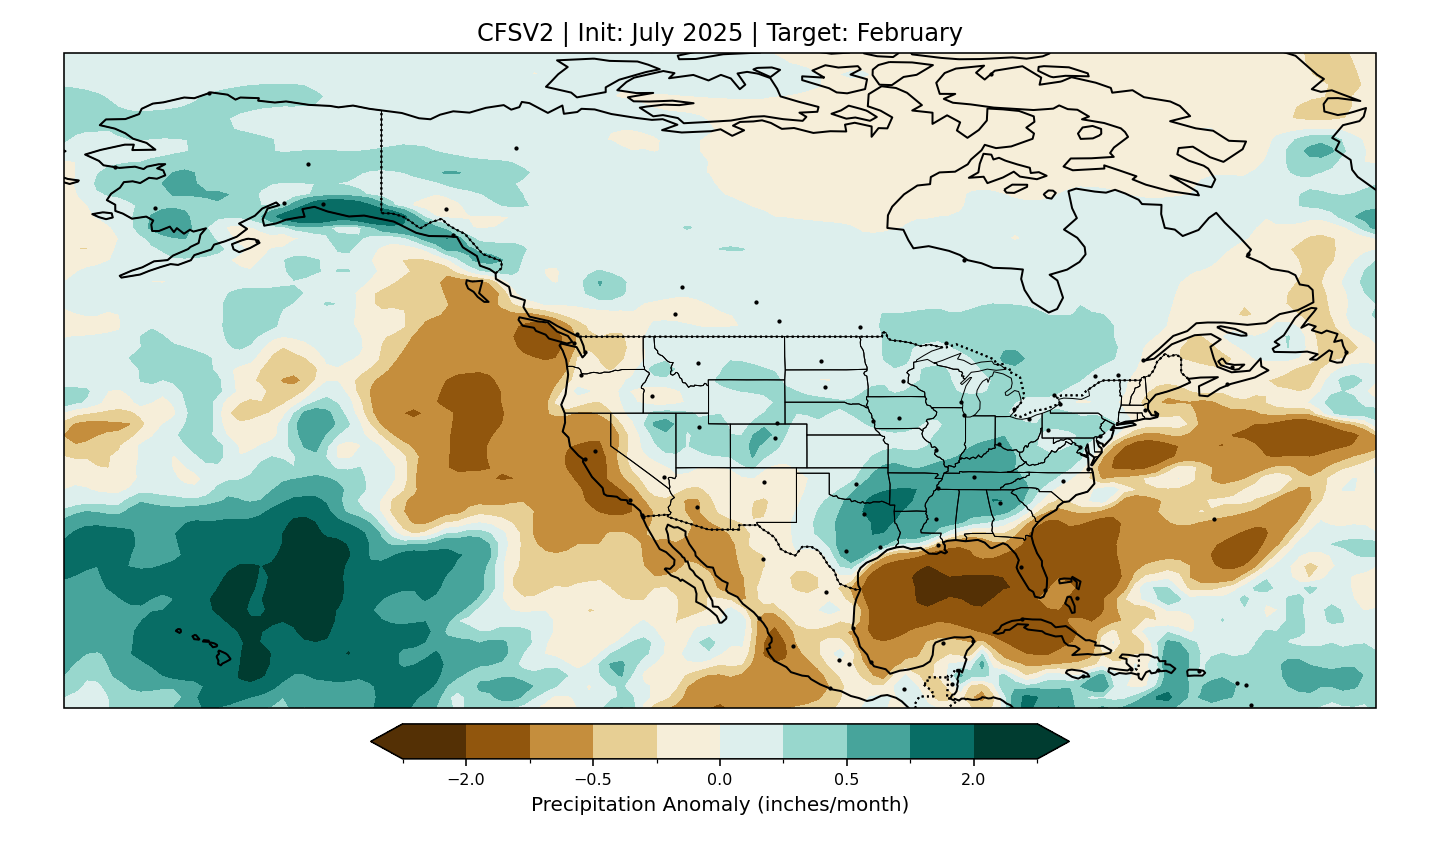 CFSV2 | Init: July 2025 | Target: February
−2.0 −0.5 0.0 0.5 2.0
Precipitation Anomaly (inches/month)